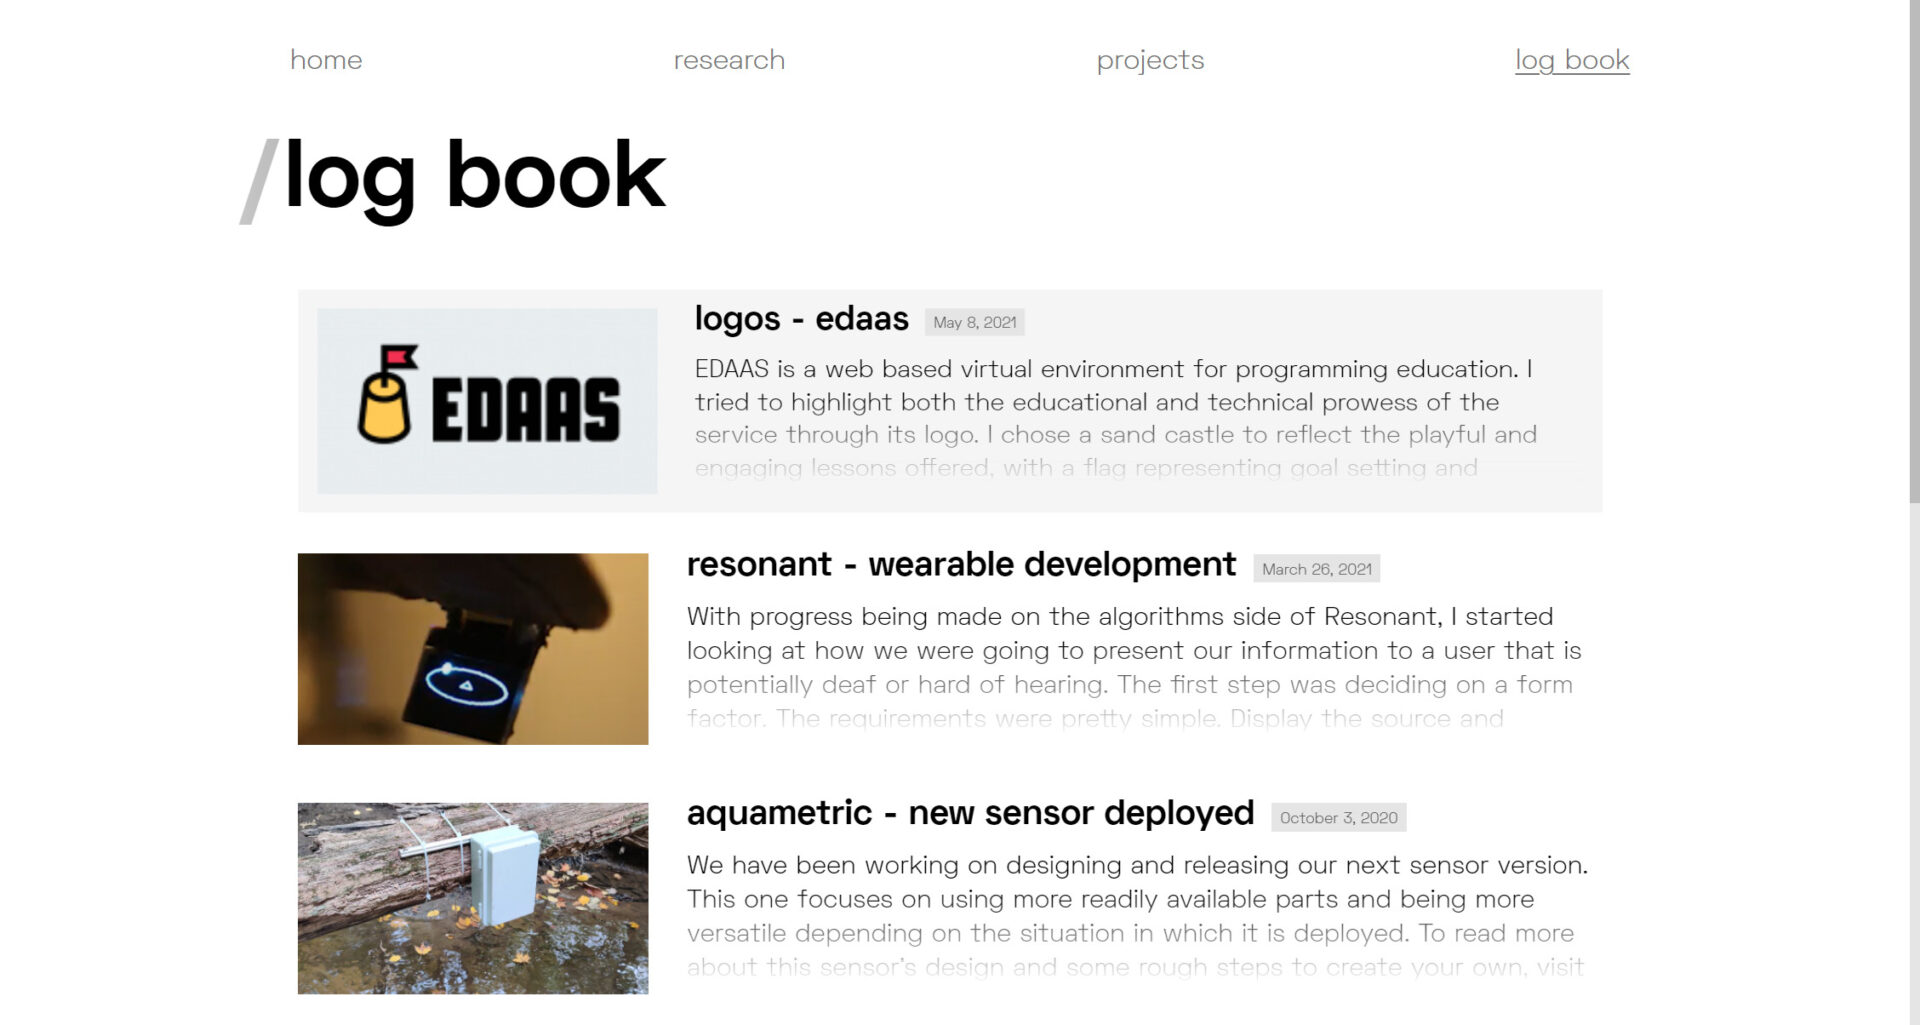 home research projects log book
/log book
logos - edaas May 8, 2021
EDAAS
EDAAS is a web based virtual environment for programming education. I
tried to highlight both the educational and technical prowess of the
service through its logo. I chose a sand castle to reflect the playful and
engaging lessons offered, with a flag representing goal setting and
resonant - wearable development March 26, 2021
With progress being made on the algorithms side of Resonant, I started
looking at how we were going to present our information to a user that is
potentially deaf or hard of hearing. The first step was deciding on a form
factor. The requirements were pretty simple. Display the source and
aquametric - new sensor deployed October 3, 2020
We have been working on designing and releasing our next sensor version.
This one focuses on using more readily available parts and being more
versatile depending on the situation in which it is deployed. To read more
about this sensor's design and some rough steps to create your own, visit